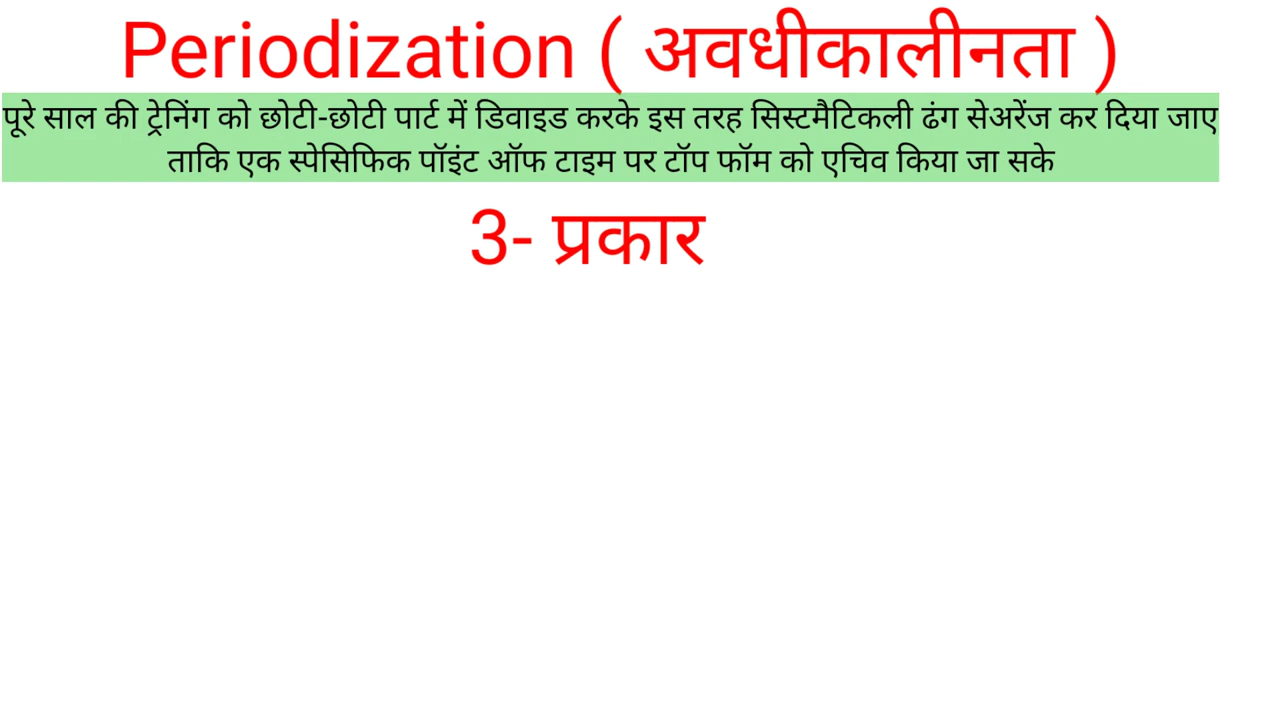 Periodization ( अवधीकालीनता )
पूरे साल की ट्रेनिंग को छोटी-छोटी पार्ट में डिवाइड करके इस तरह सिस्टमैटिकली ढंग सेअरेंज कर दिया जाए
ताकि एक स्पेसिफिक पॉइंट ऑफ टाइम पर टॉप फॉम को एचिव किया जा सके
3- प्रकार